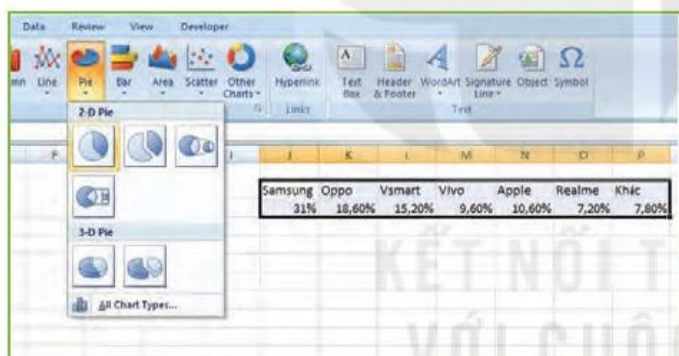 Data Review View Developer
mn Line Pie Bar Area Scatter Other Charts Hyperlink Text Box Header & Footer WordArt Signature Line Object Symbol
Links Text
2-D Pie
F I J K L M N O P
Samsung Oppo Vsmart Vivo Apple Realme Khác
31% 18,60% 15,20% 9,60% 10,60% 7,20% 7,80%
3-D Pie
All Chart Types...
KẾT NỐI T
VỚI CUỘ